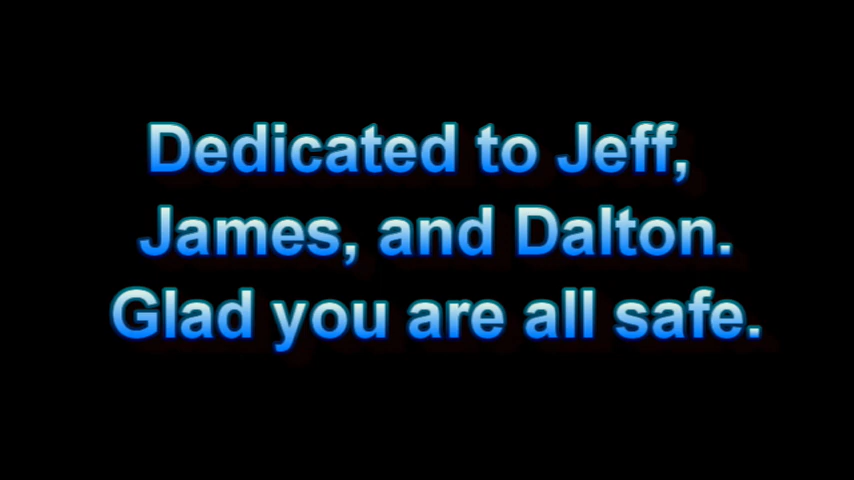 Dedicated to Jeff,
James, and Dalton.
Glad you are all safe.